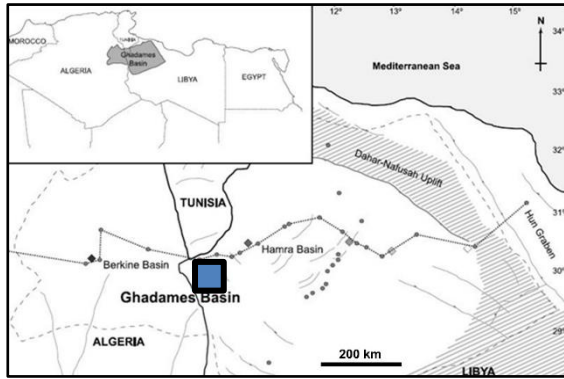 MOROCCO
TUNISIA
Ghadames
Basin
ALGERIA
LIBYA
EGYPT
12°
13°
14°
15°
N
Mediterranean Sea
33°
32°
Dahar-Nafusah Uplift
TUNISIA
31°
Hun Graben
Hamra Basin
Berkine Basin
30°
Ghadames Basin
29°
ALGERIA
200 km
LIBYA